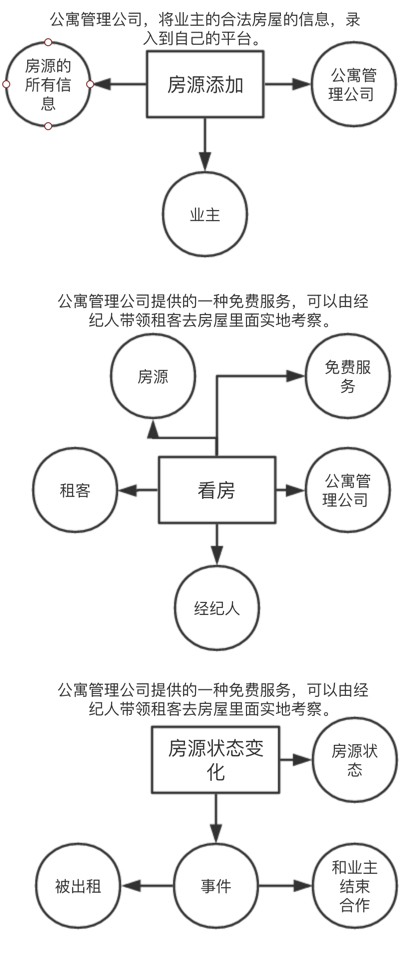 公寓管理公司，将业主的合法房屋的信息，录
入到自己的平台。
房源的
所有信
息
房源添加
公寓管
理公司
业主
公寓管理公司提供的一种免费服务，可以由经
纪人带领租客去房屋里面实地考察。
房源
免费服
务
租客
看房
公寓管
理公司
经纪人
公寓管理公司提供的一种免费服务，可以由经
纪人带领租客去房屋里面实地考察。
房源状态变
化
房源状
态
被出租
事件
和业主
结束
合作